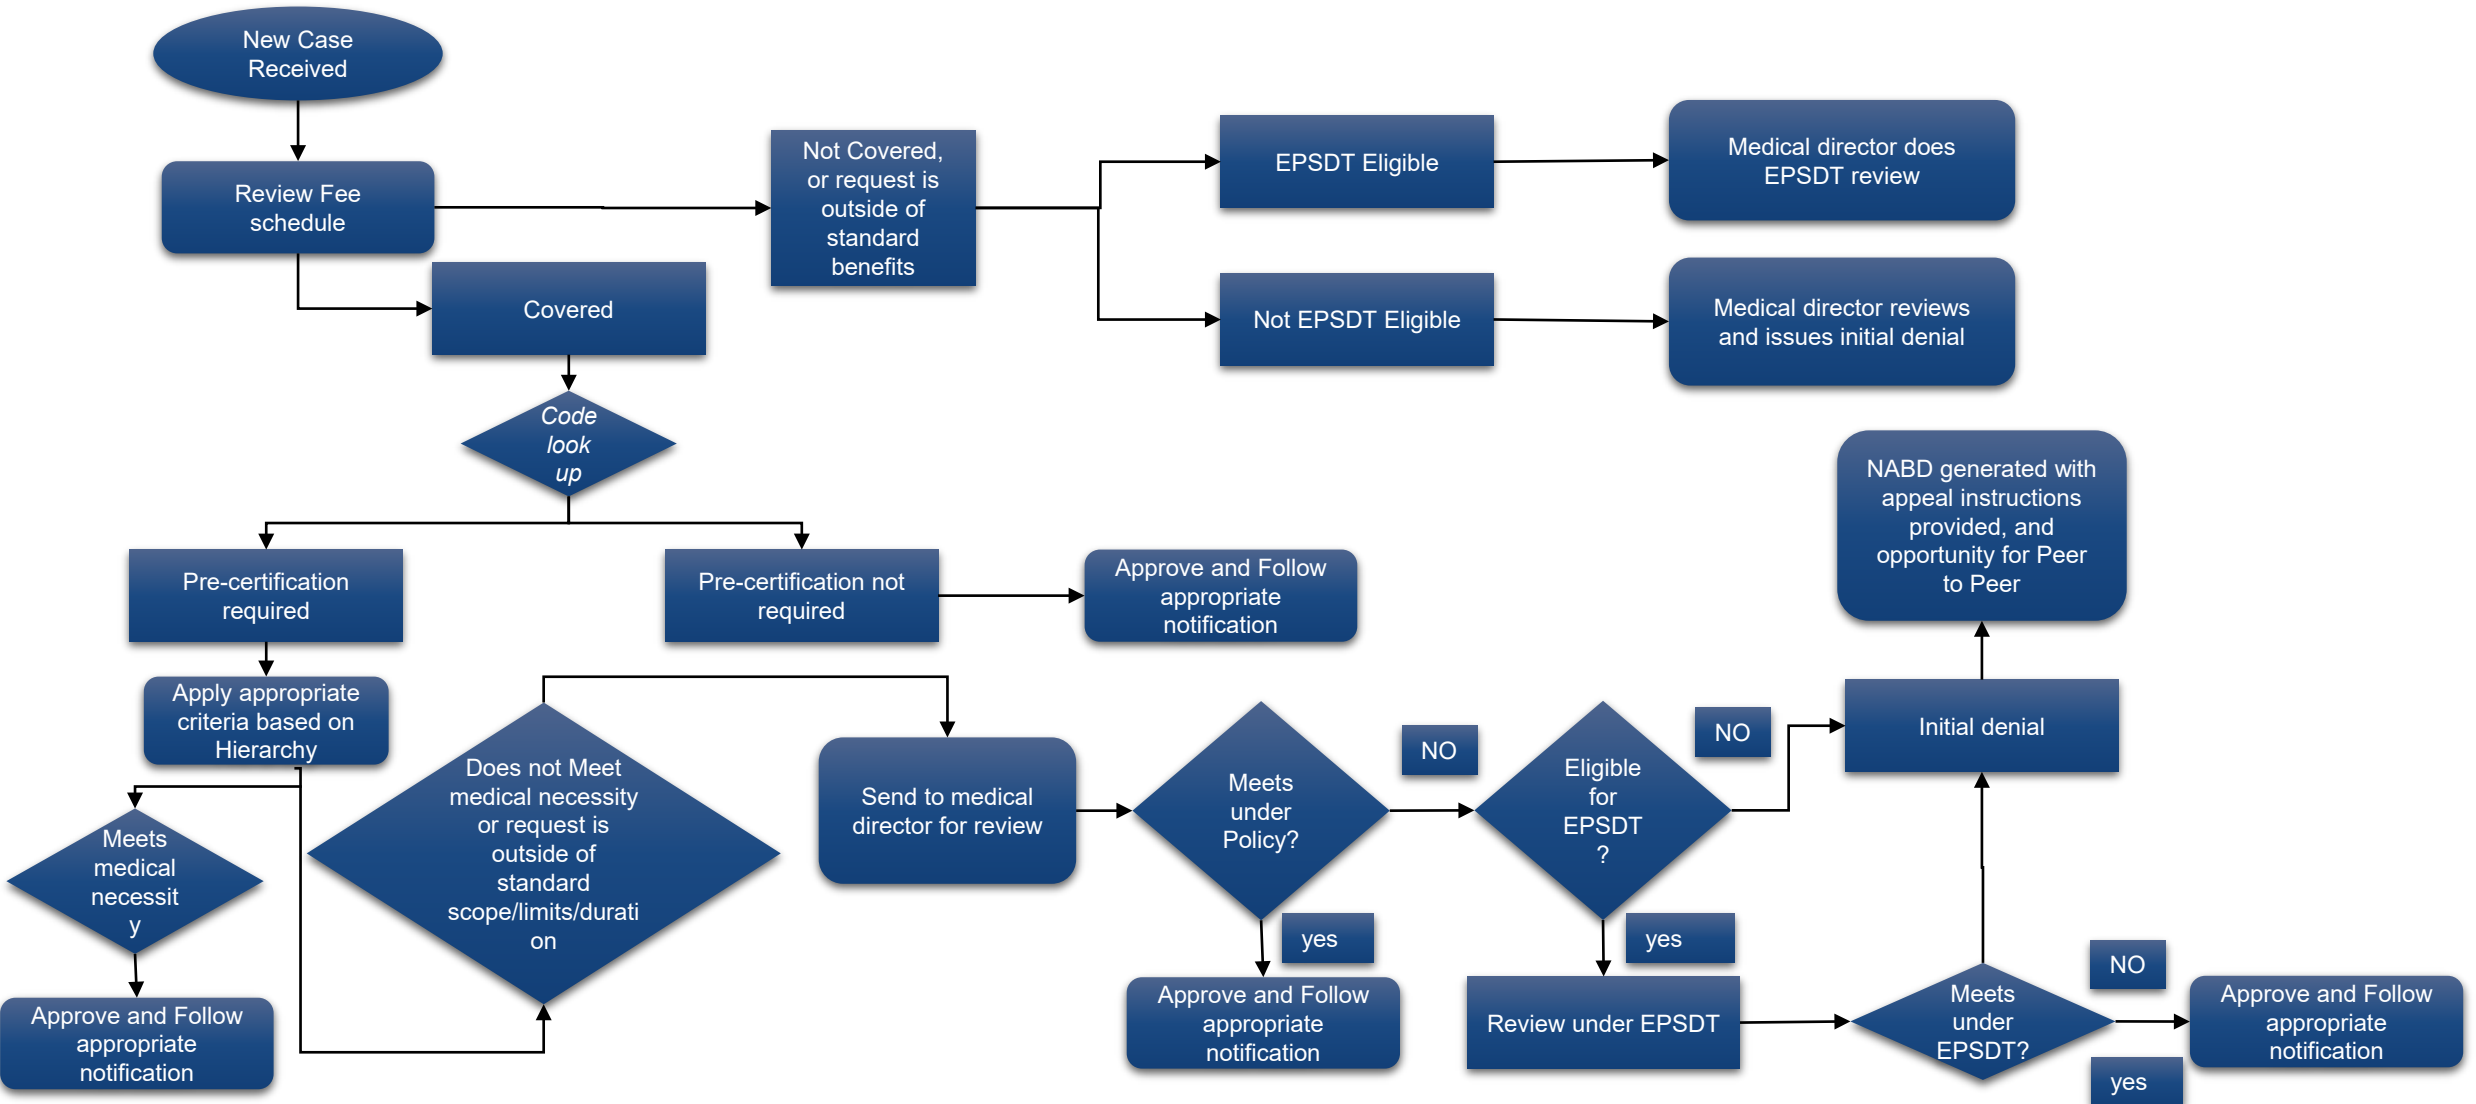 New Case
Received
Review Fee
schedule
Not Covered,
or request is
outside of
standard
benefits
EPSDT Eligible
Medical director does
EPSDT review
Not EPSDT Eligible
Medical director reviews
and issues initial denial
Covered
Code
look
up
Pre-certification
required
Pre-certification not
required
Approve and Follow
appropriate
notification
NABD generated with
appeal instructions
provided, and
opportunity for Peer
to Peer
Apply appropriate
criteria based on
Hierarchy
Meets
medical
necessit
y
Approve and Follow
appropriate
notification
Does not Meet
medical necessity
or request is
outside of
standard
scope/limits/durati
on
Send to medical
director for review
Meets
under
Policy?
NO
yes
Approve and Follow
appropriate
notification
Eligible
for
EPSDT
?
NO
yes
Initial denial
Review under EPSDT
Meets
under
EPSDT?
NO
yes
Approve and Follow
appropriate
notification